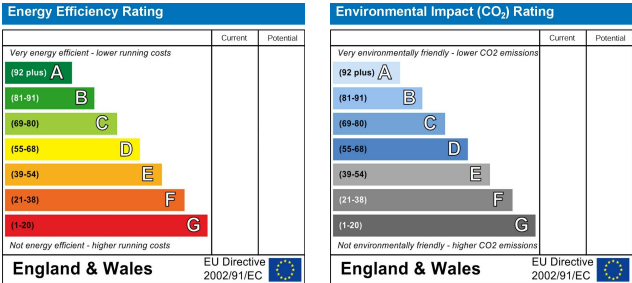 Energy Efficiency Rating
Current Potential
Very energy efficient - lower running costs
(92 plus) A
(81-91) B
(69-80) C
(55-68) D
(39-54) E
(21-38) F
(1-20) G
Not energy efficient - higher running costs
England & Wales
EU Directive
2002/91/EC
Environmental Impact (CO₂) Rating
Current Potential
Very environmentally friendly - lower CO2 emissions
(92 plus) A
(81-91) B
(69-80) C
(55-68) D
(39-54) E
(21-38) F
(1-20) G
Not environmentally friendly - higher CO2 emissions
England & Wales
EU Directive
2002/91/EC